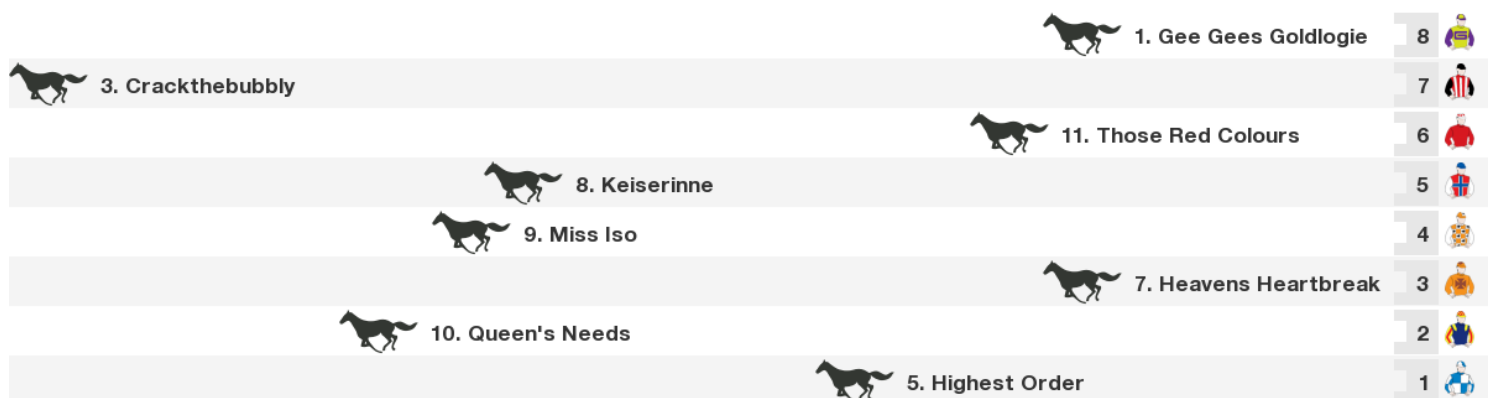 1. Gee Gees Goldlogie 8
3. Crackthebubbly 7
11. Those Red Colours 6
8. Keiserinne 5
9. Miss Iso 4
7. Heavens Heartbreak 3
10. Queen's Needs 2
5. Highest Order 1